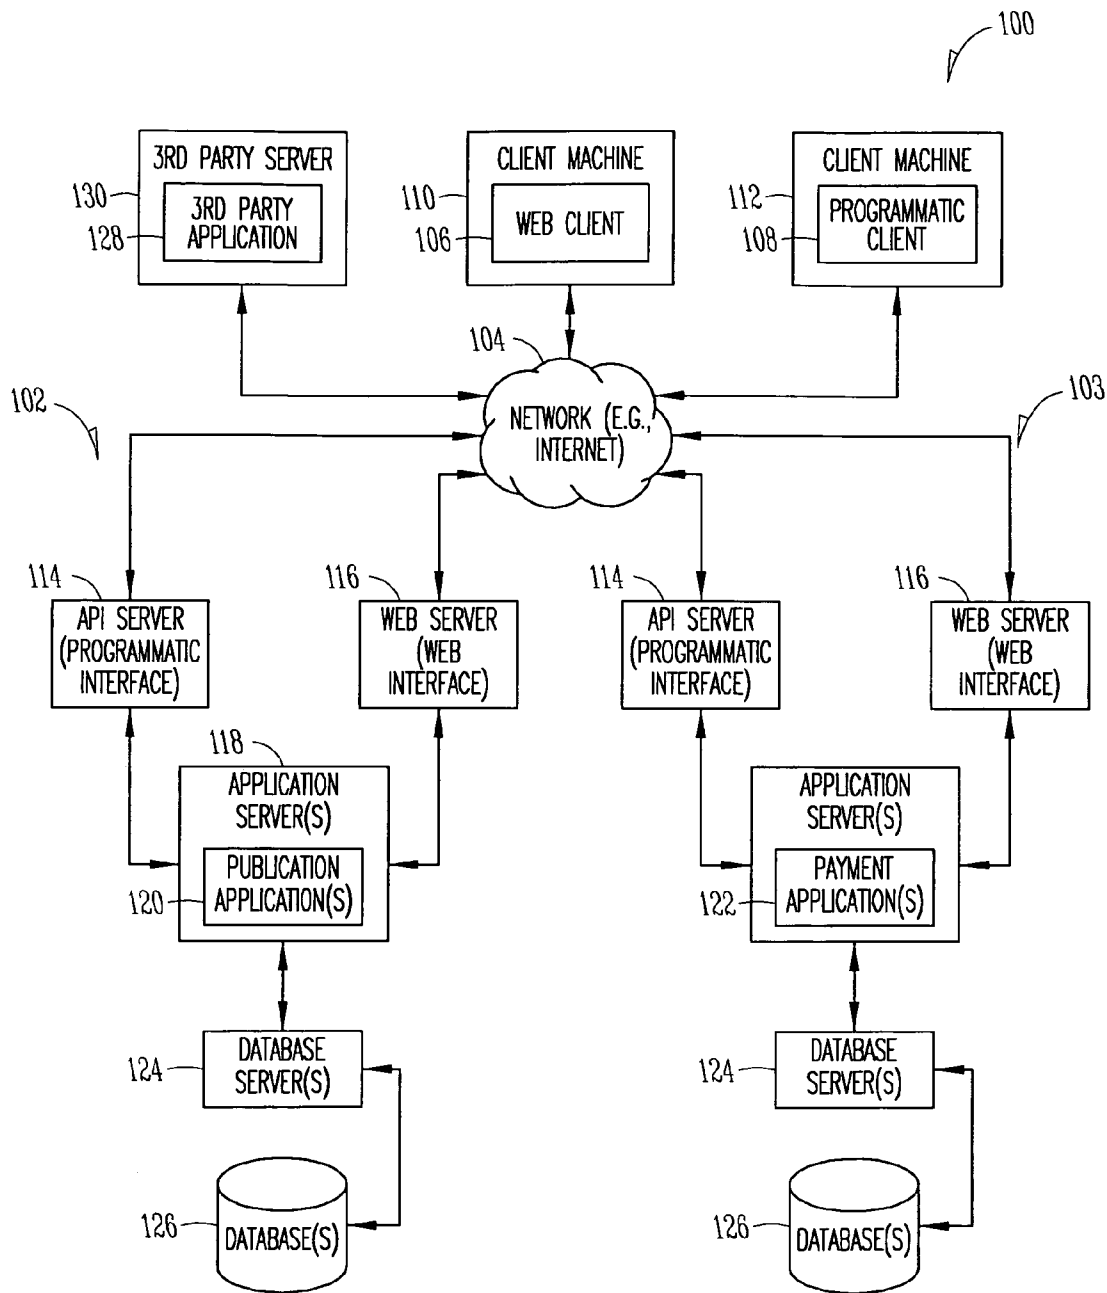 100
3RD PARTY SERVER
130
3RD PARTY
APPLICATION
128
CLIENT MACHINE
110
WEB CLIENT
106
CLIENT MACHINE
112
PROGRAMMATIC
CLIENT
108
104
NETWORK (E.G.,
INTERNET)
102
103
114
API SERVER
(PROGRAMMATIC
INTERFACE)
116
WEB SERVER
(WEB
INTERFACE)
114
API SERVER
(PROGRAMMATIC
INTERFACE)
116
WEB SERVER
(WEB
INTERFACE)
118
APPLICATION
SERVER(S)
PUBLICATION
APPLICATION(S)
120
APPLICATION
SERVER(S)
PAYMENT
APPLICATION(S)
122
DATABASE
SERVER(S)
124
DATABASE
SERVER(S)
124
126
DATABASE(S)
126
DATABASE(S)